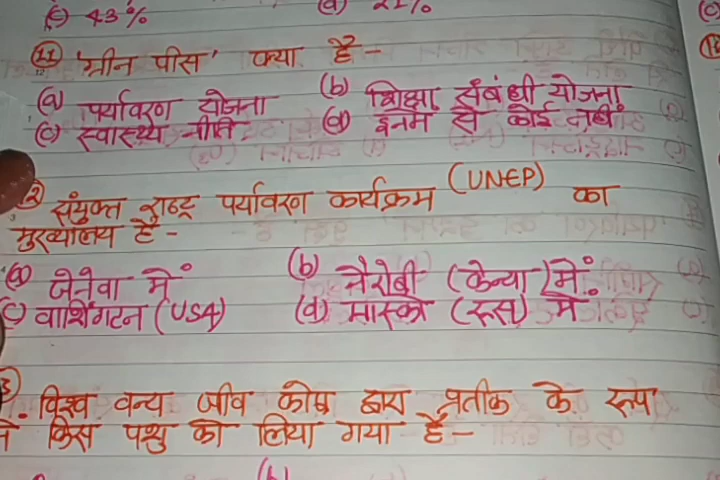 (c) 43% (d) 21%
(11) 'ग्रीन पीस' क्या है -
(a) पर्यावरण योजना (b) शिक्षा संबंधी योजना
(c) स्वास्थ्य नीति (d) इनमें से कोई नहीं
संयुक्त राष्ट्र पर्यावरण कार्यक्रम (UNEP) का
मुख्यालय है -
(a) जेनेवा में (b) नैरोबी (केन्या) में.
(c) वाशिंगटन (USA) (d) मास्को (रूस) में
. विश्व वन्य जीव कोष द्वारा प्रतीक के रूप
में किस पशु को लिया गया है -
(b)